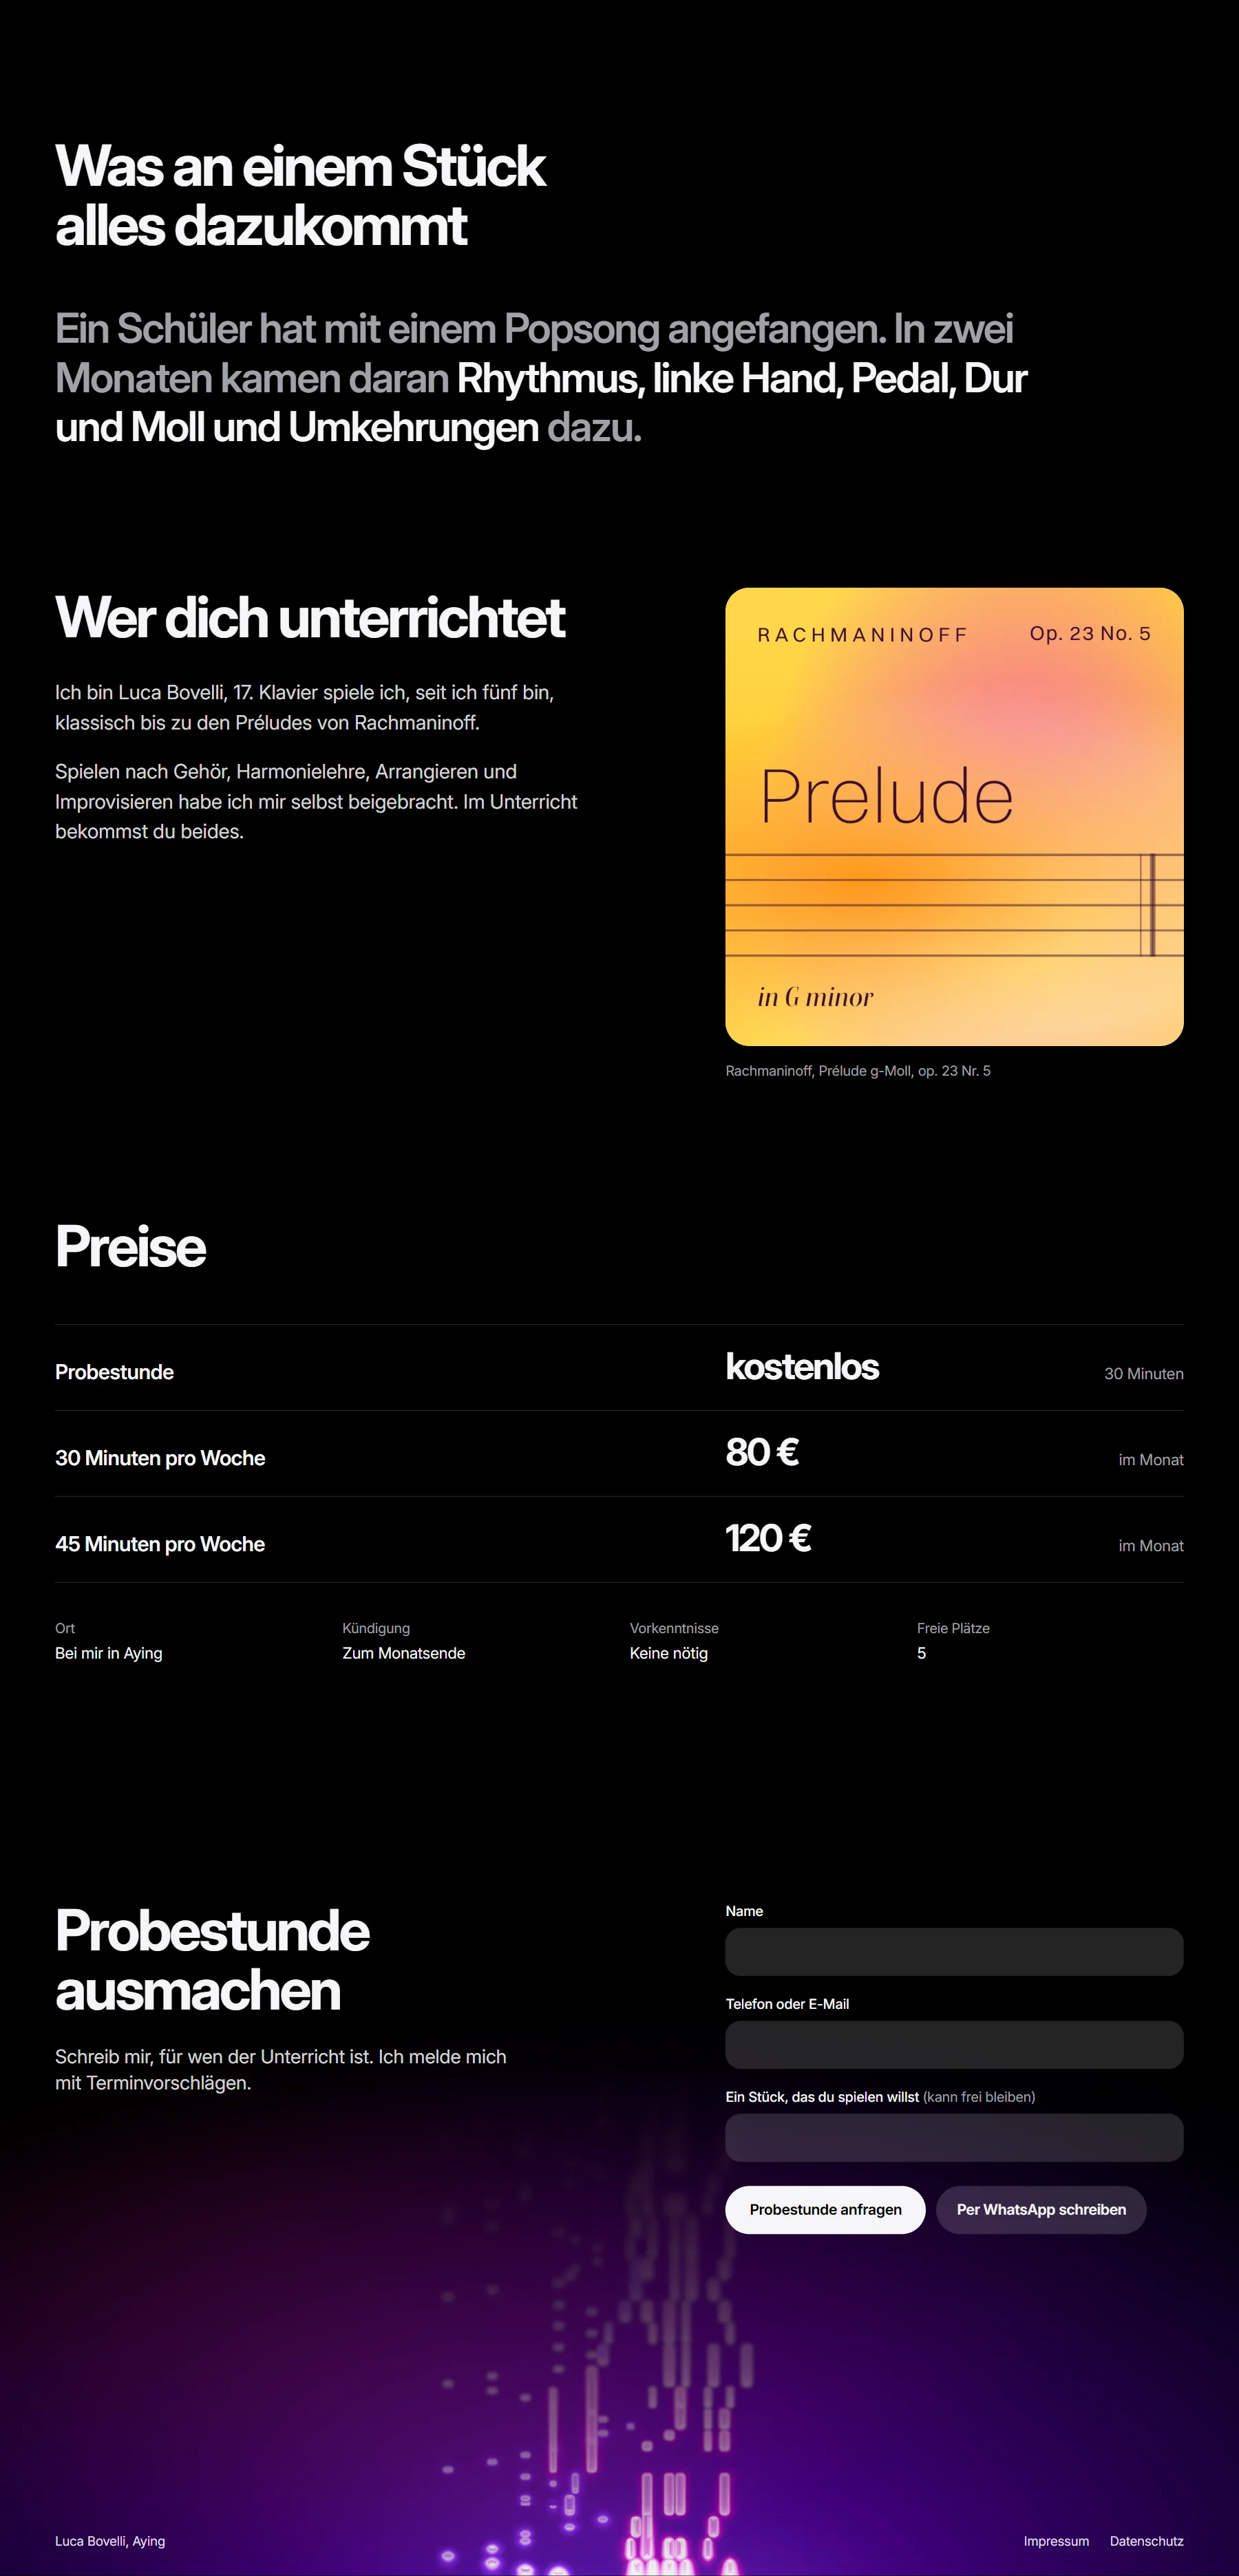 Was an einem Stück
alles dazukommt
Ein Schüler hat mit einem Popsong angefangen. In zwei
Monaten kamen daran Rhythmus, linke Hand, Pedal, Dur
und Moll und Umkehrungen dazu.
Wer dich unterrichtet
Ich bin Luca Bovelli, 17. Klavier spiele ich, seit ich fünf bin,
klassisch bis zu den Préludes von Rachmaninoff.
Spielen nach Gehör, Harmonielehre, Arrangieren und
Improvisieren habe ich mir selbst beigebracht. Im Unterricht
bekommst du beides.
RACHMANINOFF Op. 23 No. 5
Prelude
in G minor
Rachmaninoff, Prélude g-Moll, op. 23 Nr. 5
Preise
Probestunde kostenlos 30 Minuten
30 Minuten pro Woche 80 € im Monat
45 Minuten pro Woche 120 € im Monat
Ort Kündigung Vorkenntnisse Freie Plätze
Bei mir in Aying Zum Monatsende Keine nötig 5
Probestunde
ausmachen
Schreib mir, für wen der Unterricht ist. Ich melde mich
mit Terminvorschlägen.
Name
Telefon oder E-Mail
Ein Stück, das du spielen willst (kann frei bleiben)
Probestunde anfragen Per WhatsApp schreiben
Luca Bovelli, Aying Impressum Datenschutz